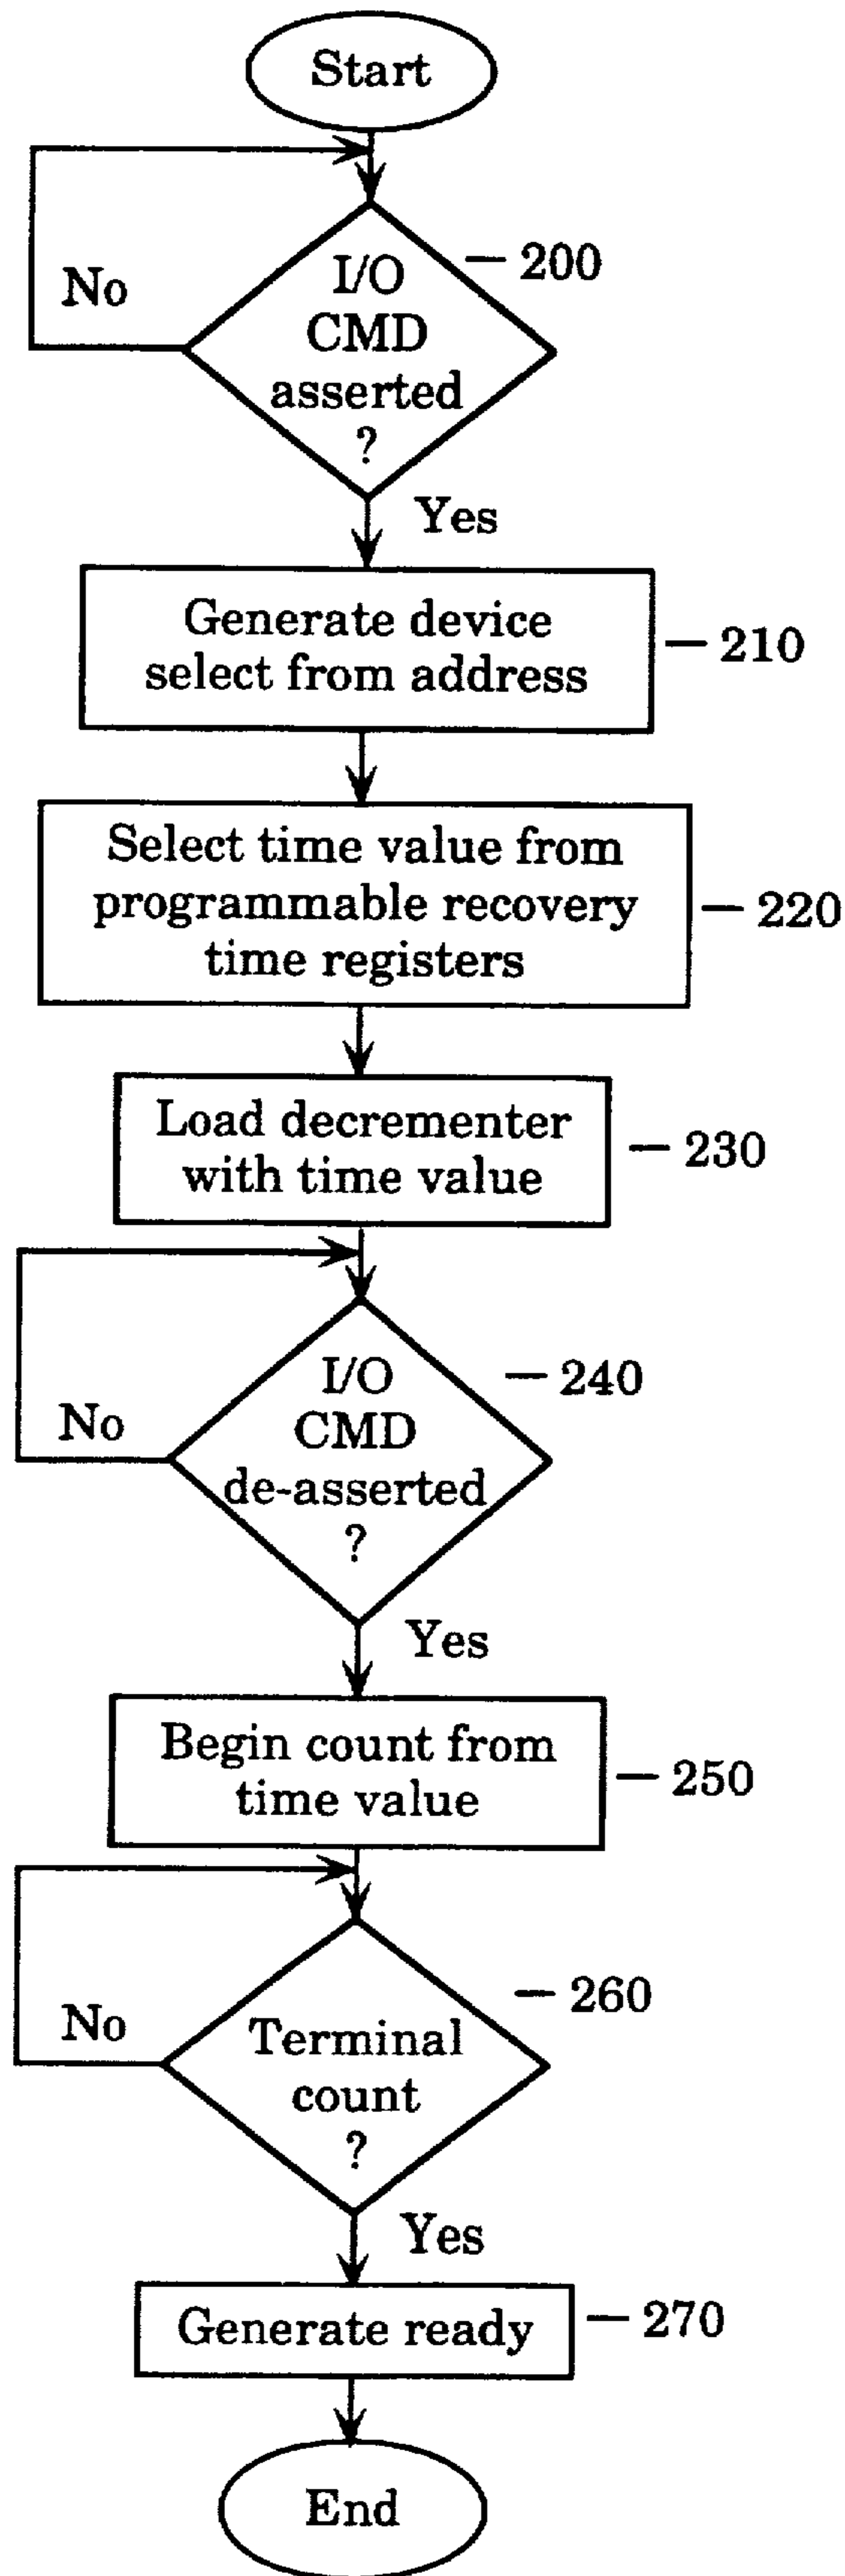 Start
No
I/O
CMD
asserted
?
200
Yes
Generate device
select from address
210
Select time value from
programmable recovery
time registers
220
Load decrementer
with time value
230
No
I/O
CMD
de-asserted
?
240
Yes
Begin count from
time value
250
No
Terminal
count
?
260
Yes
Generate ready
270
End